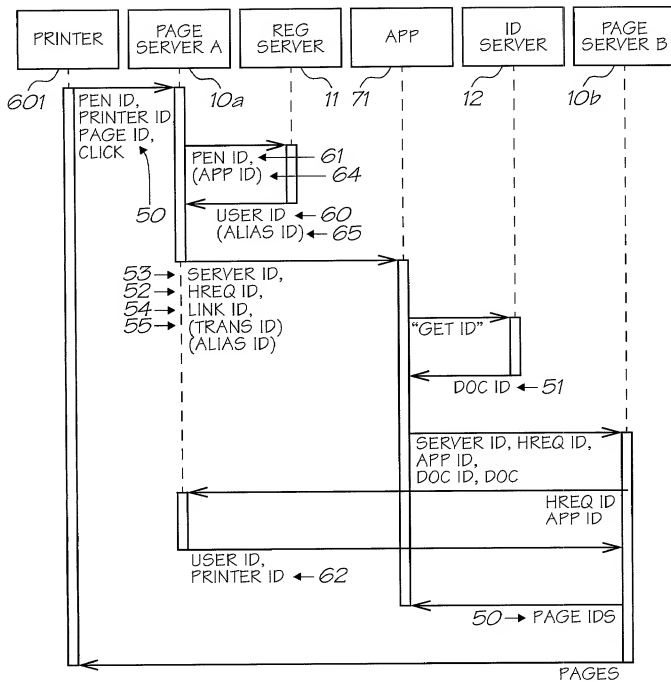 PRINTER
PAGE
SERVER A
REG
SERVER
APP
ID
SERVER
PAGE
SERVER B
601
10a
11
71
12
10b
PEN ID,
PRINTER ID
PAGE ID,
CLICK
50
PEN ID, 61
(APP ID) 64
USER ID 60
(ALIAS ID) 65
53 SERVER ID,
52 HREQ ID,
54 LINK ID,
55 (TRANS ID)
(ALIAS ID)
"GET ID"
DOC ID 51
SERVER ID, HREQ ID,
APP ID,
DOC ID, DOC
HREQ ID
APP ID
USER ID,
PRINTER ID 62
50 PAGE IDS
PAGES